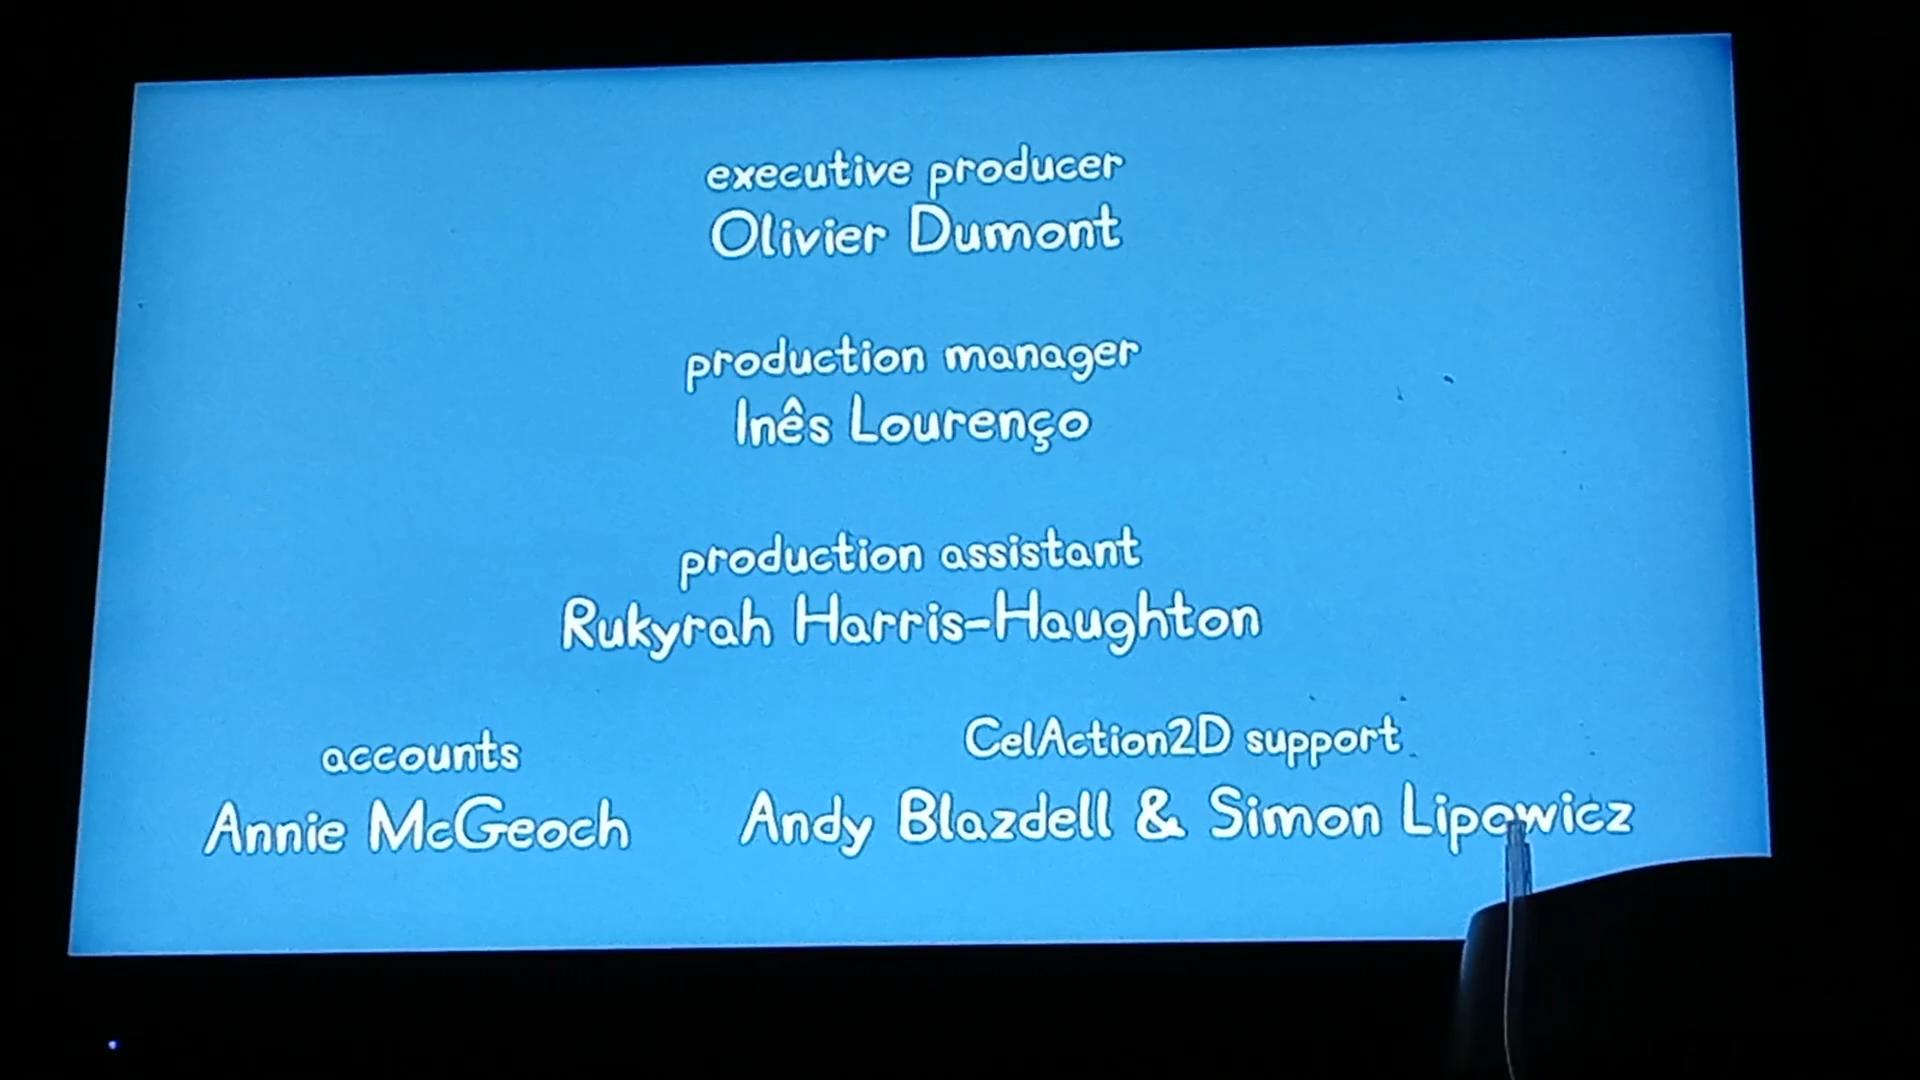 executive producer
Olivier Dumont
production manager
Inês Lourenço
production assistant
Rukyrah Harris-Haughton
accounts
Annie McGeoch
CelAction2D support
Andy Blazdell & Simon Lipowicz